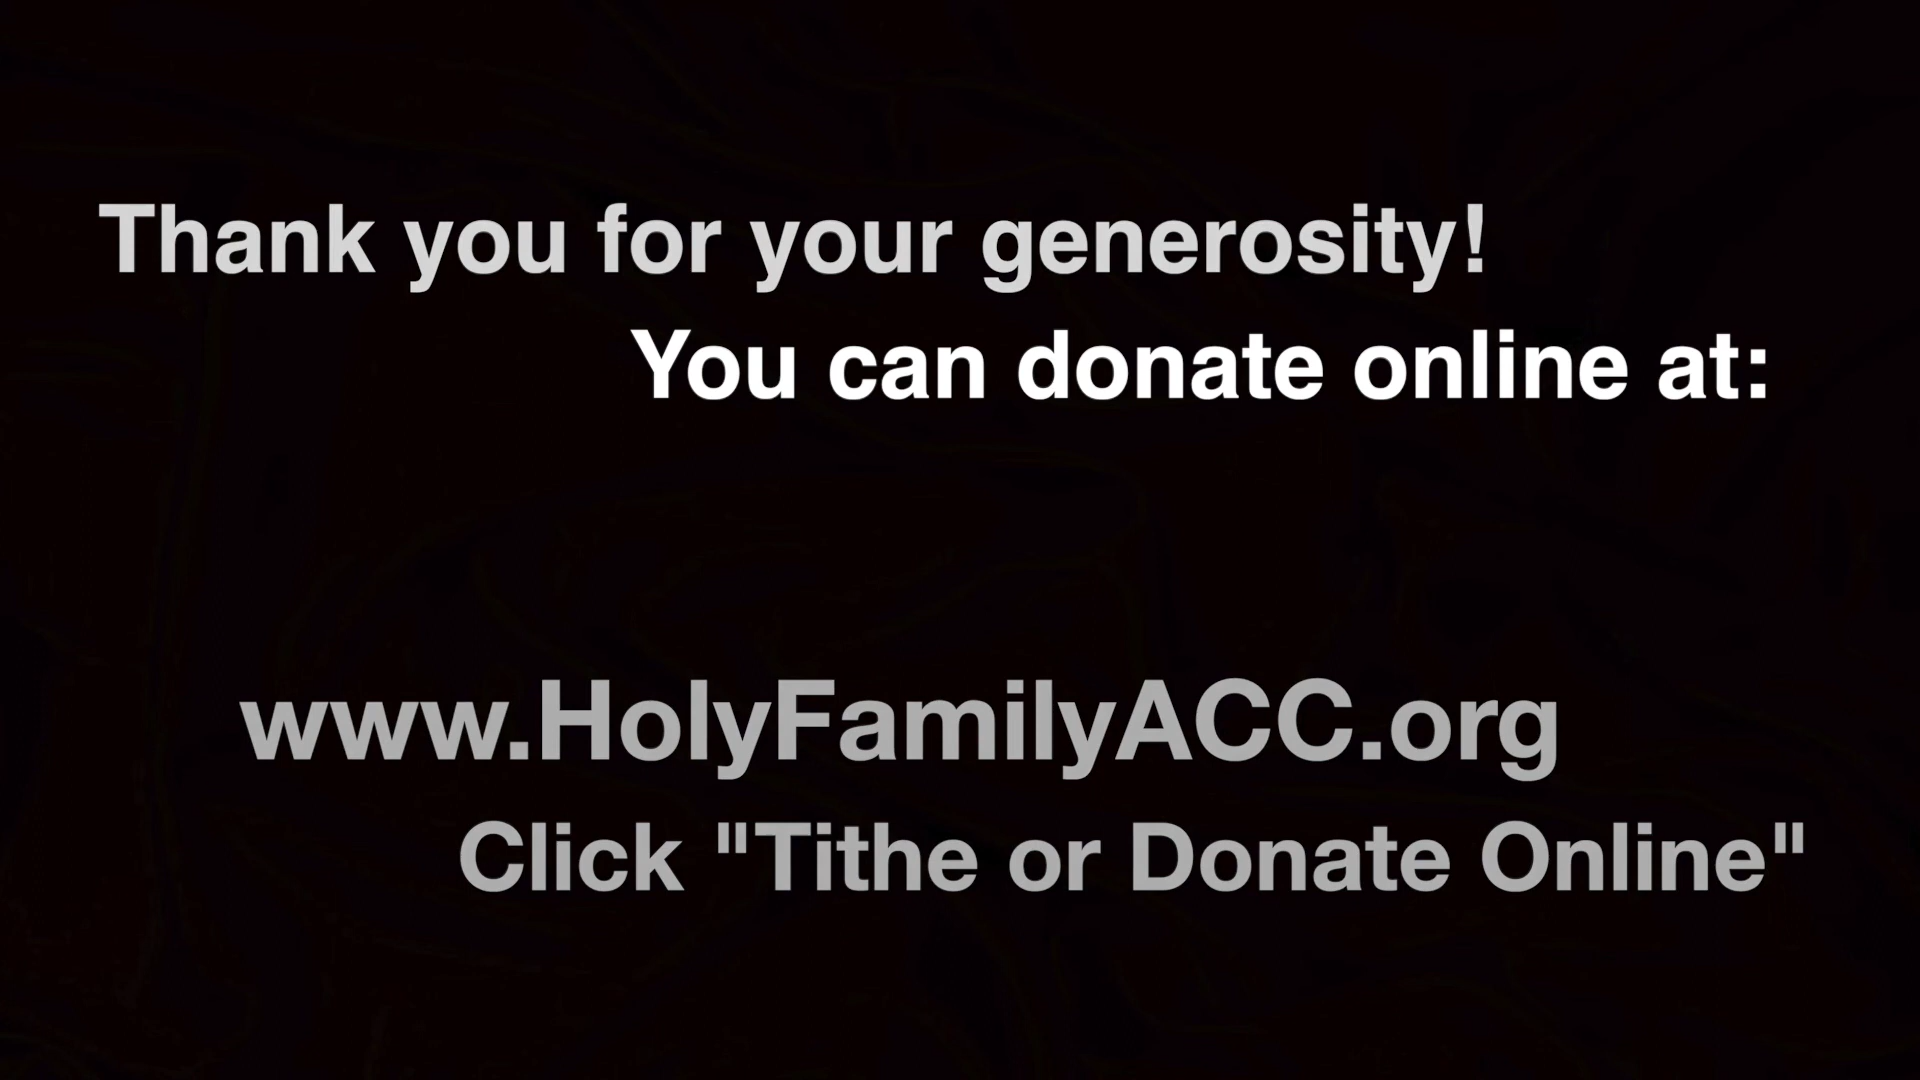 Thank you for your generosity!
You can donate online at:
www.HolyFamilyACC.org
Click "Tithe or Donate Online"